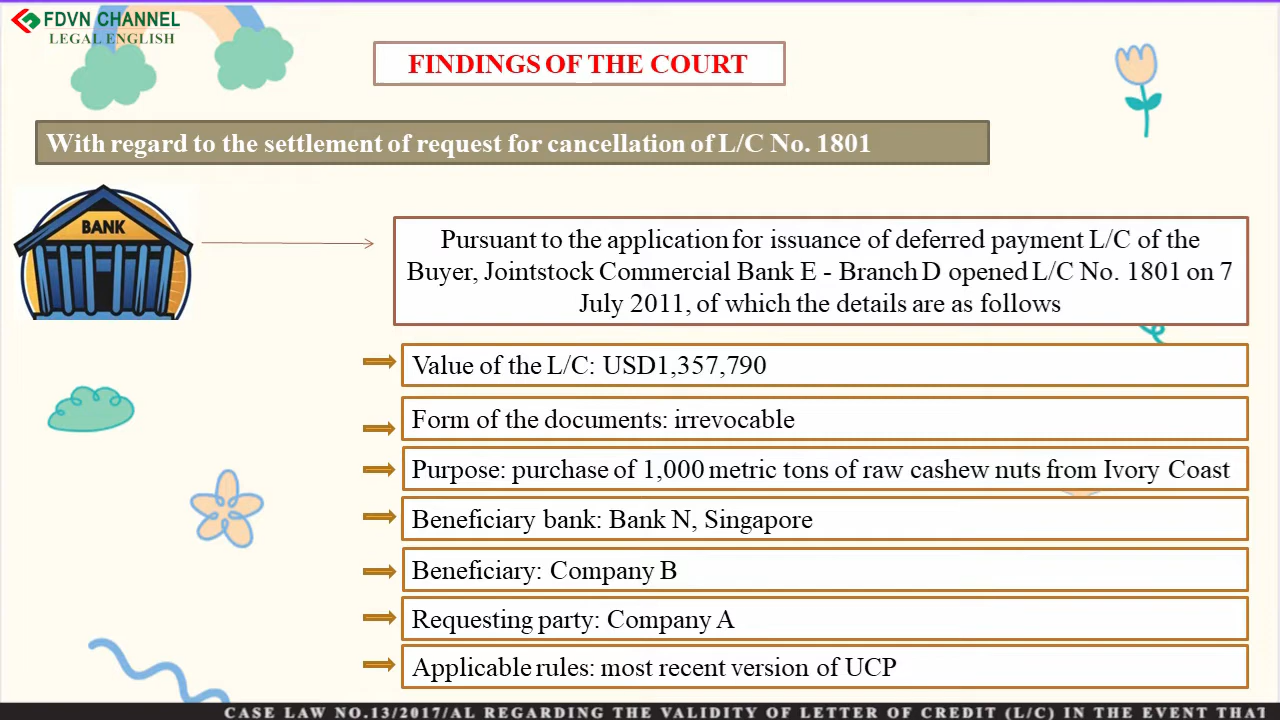 FDVN CHANNEL
LEGAL ENGLISH
FINDINGS OF THE COURT
With regard to the settlement of request for cancellation of L/C No. 1801
BANK
Pursuant to the application for issuance of deferred payment L/C of the
Buyer, Jointstock Commercial Bank E - Branch D opened L/C No. 1801 on 7
July 2011, of which the details are as follows
Value of the L/C: USD1,357,790
Form of the documents: irrevocable
Purpose: purchase of 1,000 metric tons of raw cashew nuts from Ivory Coast
Beneficiary bank: Bank N, Singapore
Beneficiary: Company B
Requesting party: Company A
Applicable rules: most recent version of UCP
CASE LAW NO.13/2017/AL REGARDING THE VALIDITY OF LETTER OF CREDIT (L/C) IN THE EVENT THAT